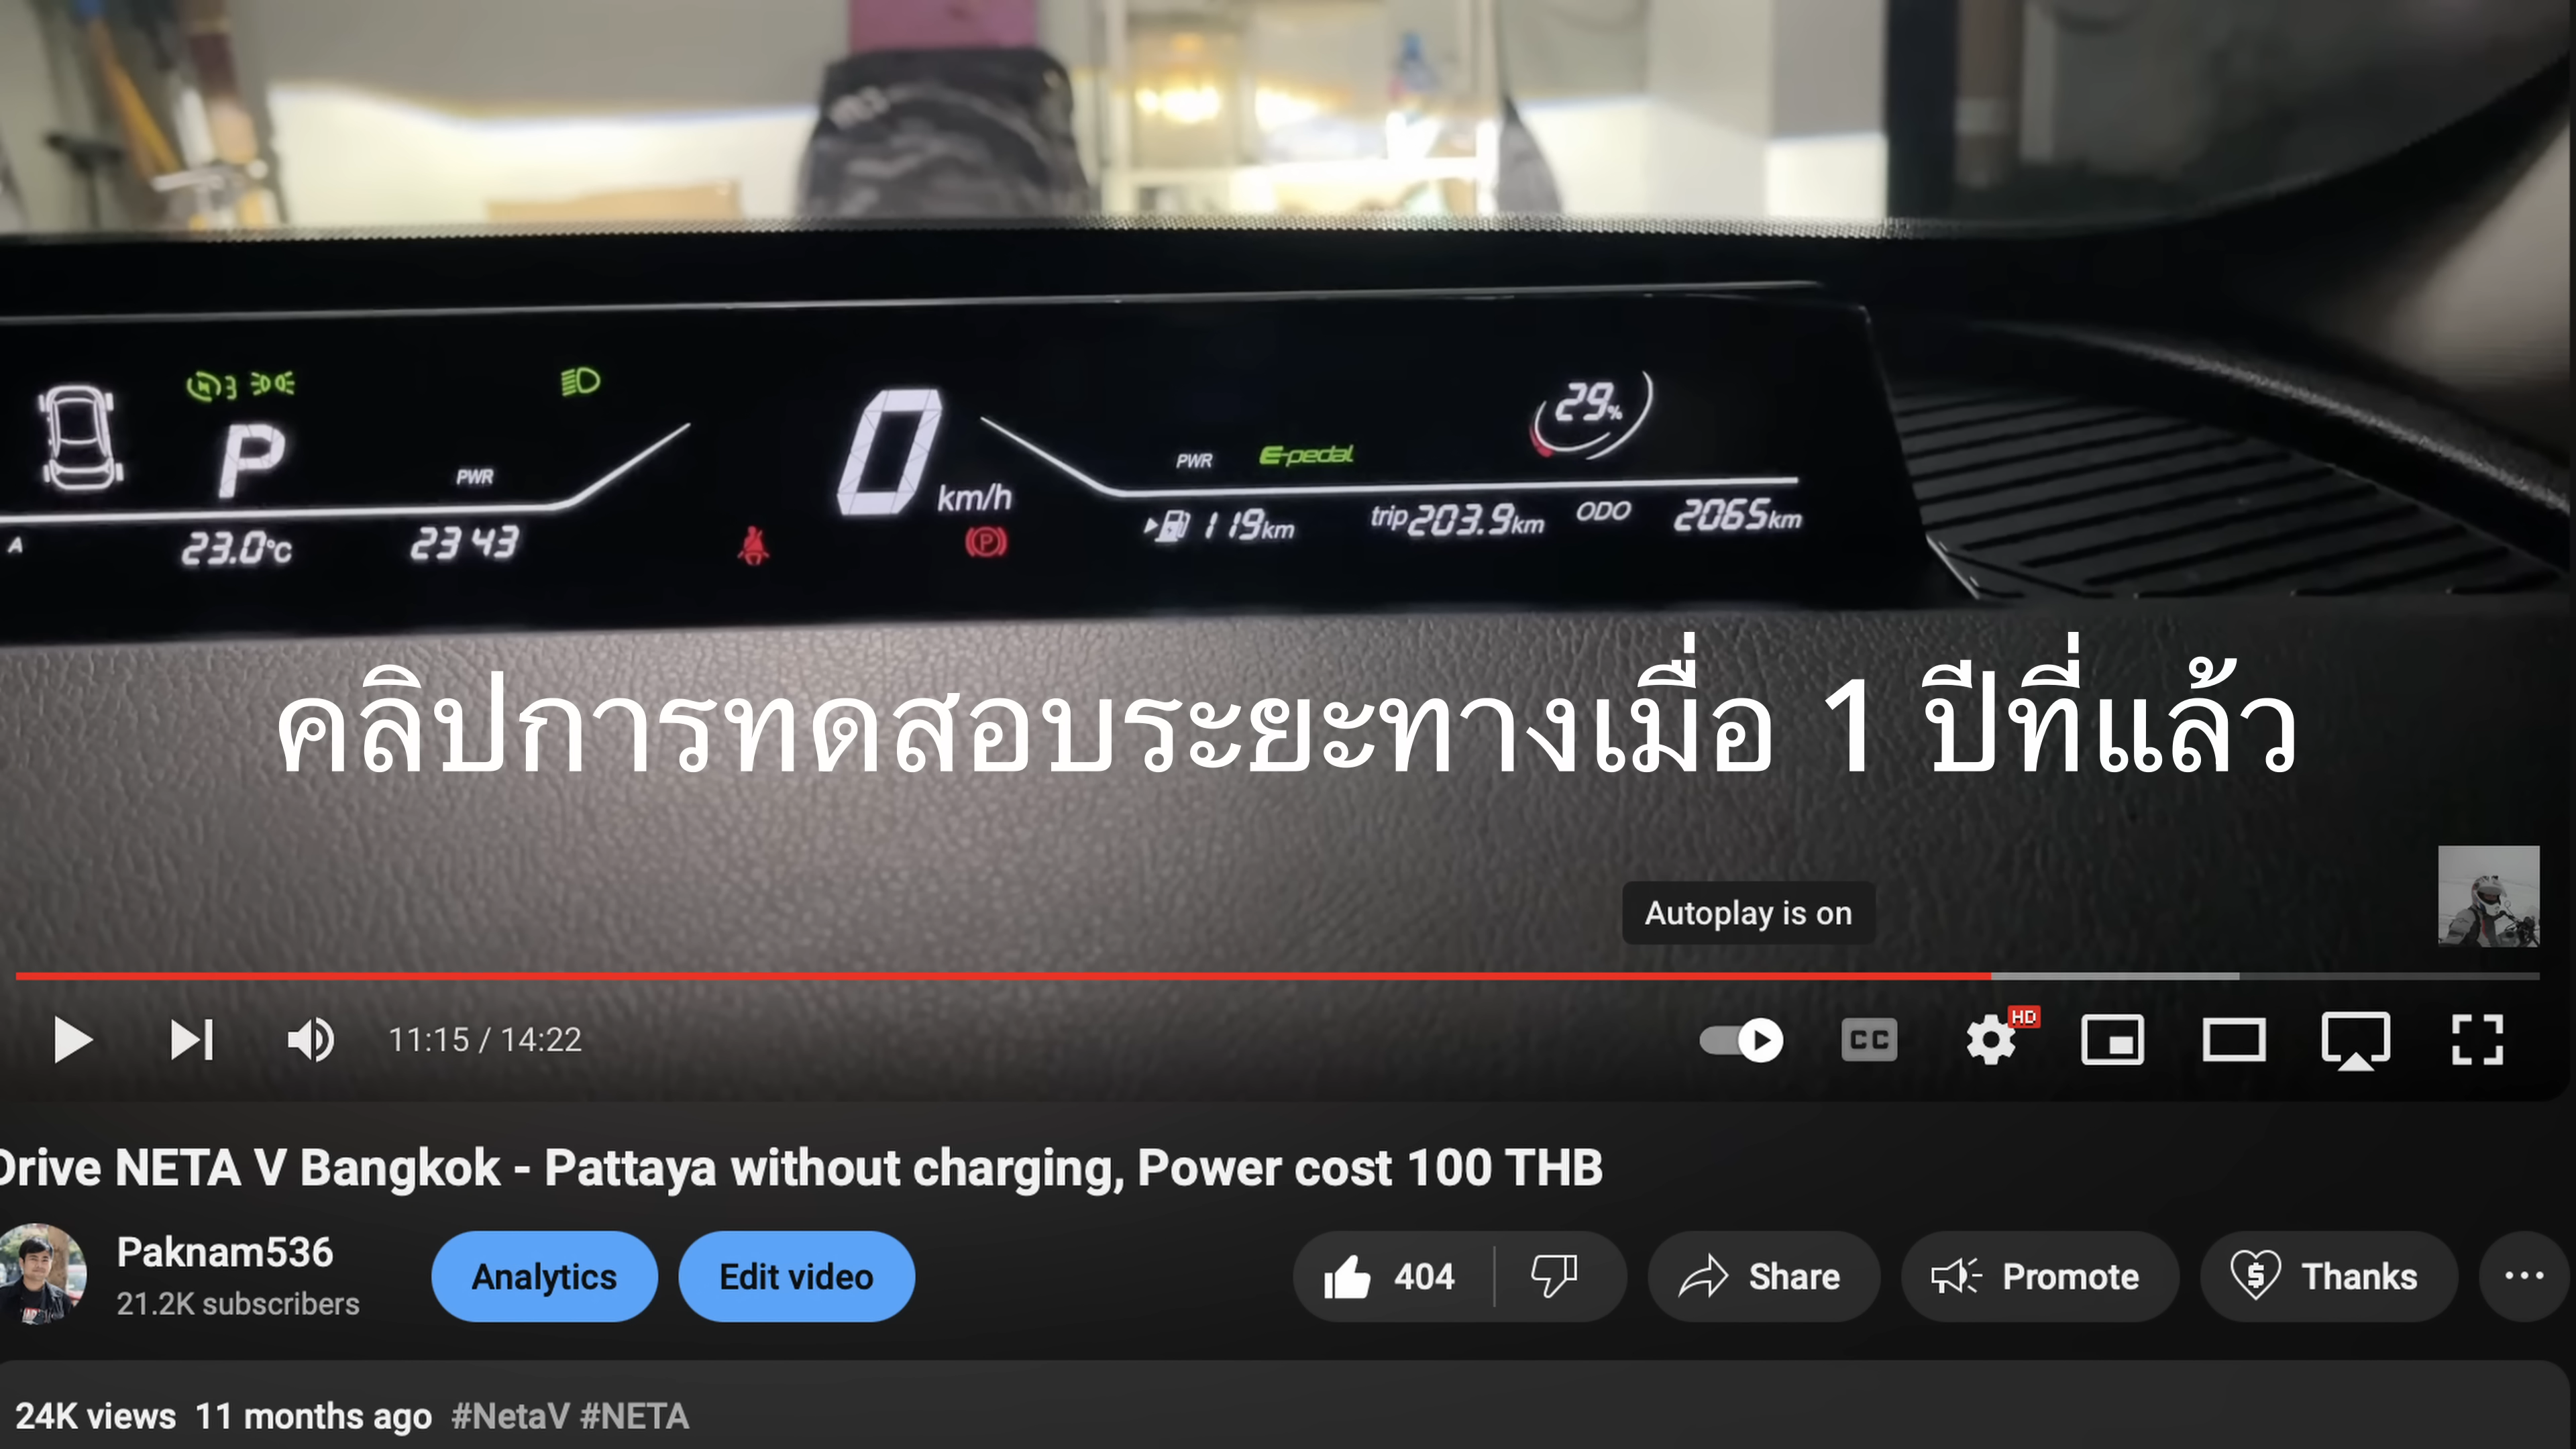 29%
P
PWR
0
km/h
PWR
E-pedal
A
23.0°C
23 43
119km
trip 203.9km
ODO
2065km
คลิปการทดสอบระยะทางเมื่อ 1 ปีที่แล้ว
Autoplay is on
11:15 / 14:22
CC
HD
Drive NETA V Bangkok - Pattaya without charging, Power cost 100 THB
Paknam536
21.2K subscribers
Analytics
Edit video
404
Share
Promote
Thanks
24K views 11 months ago #NetaV #NETA